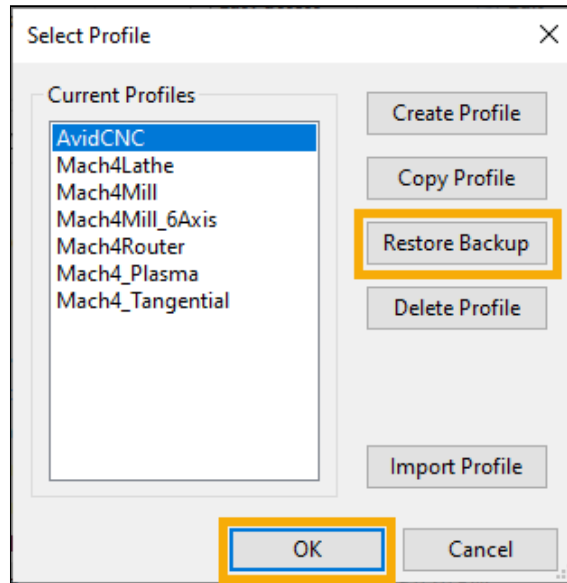 Select Profile
Current Profiles
AvidCNC
Mach4Lathe
Mach4Mill
Mach4Mill_6Axis
Mach4Router
Mach4_Plasma
Mach4_Tangential
Create Profile
Copy Profile
Restore Backup
Delete Profile
Import Profile
OK
Cancel